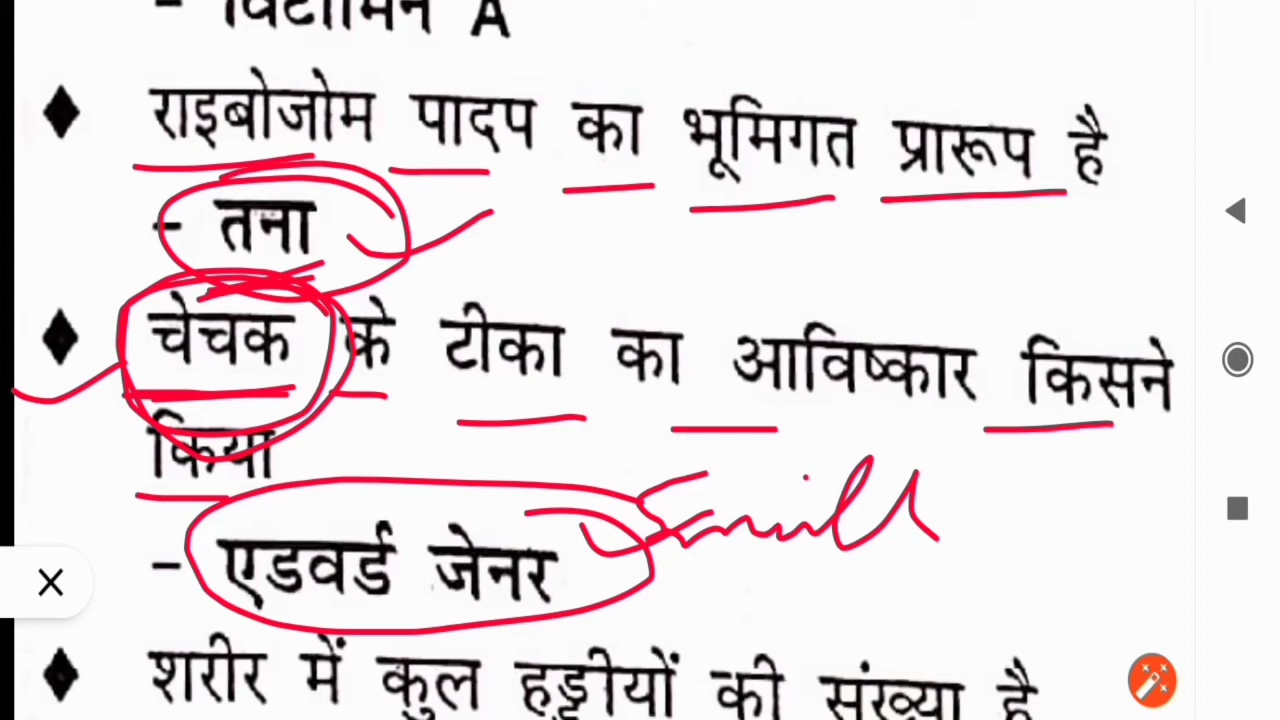 - विटामिन A
♦ राइबोजोम पादप का भूमिगत प्रारूप है
- तना
♦ चेचक के टीका का आविष्कार किसने
किया
- एडवर्ड जेनर
♦ शरीर में कुल हड्डीयों की संख्या है